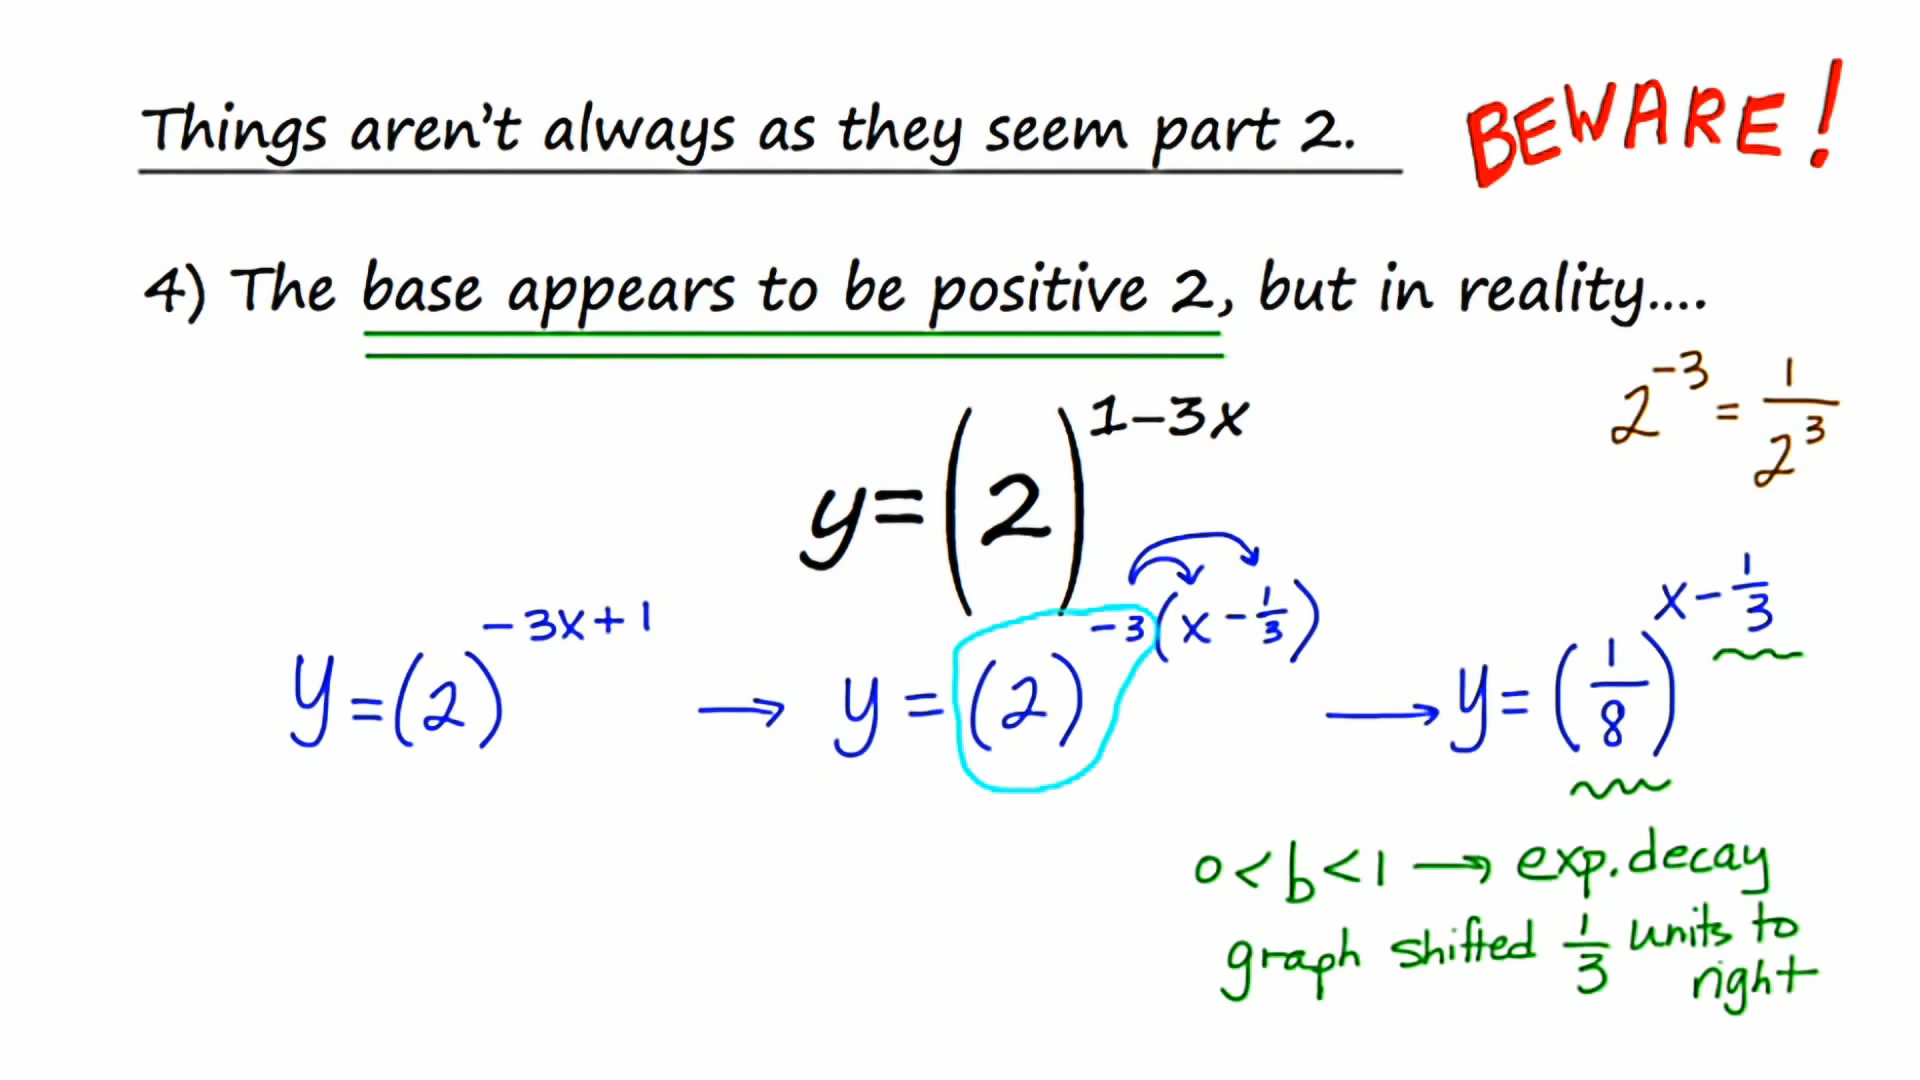 Things aren't always as they seem part 2.
BEWARE!
4) The base appears to be positive 2, but in reality....
2^-3 = 1/2^3
y=(2)^1-3x
y=(2)^-3x+1 → y=(2)^-3(x-1/3) → y=(1/8)^x-1/3
0<b<1 → exp. decay
graph shifted 1/3 units to
right